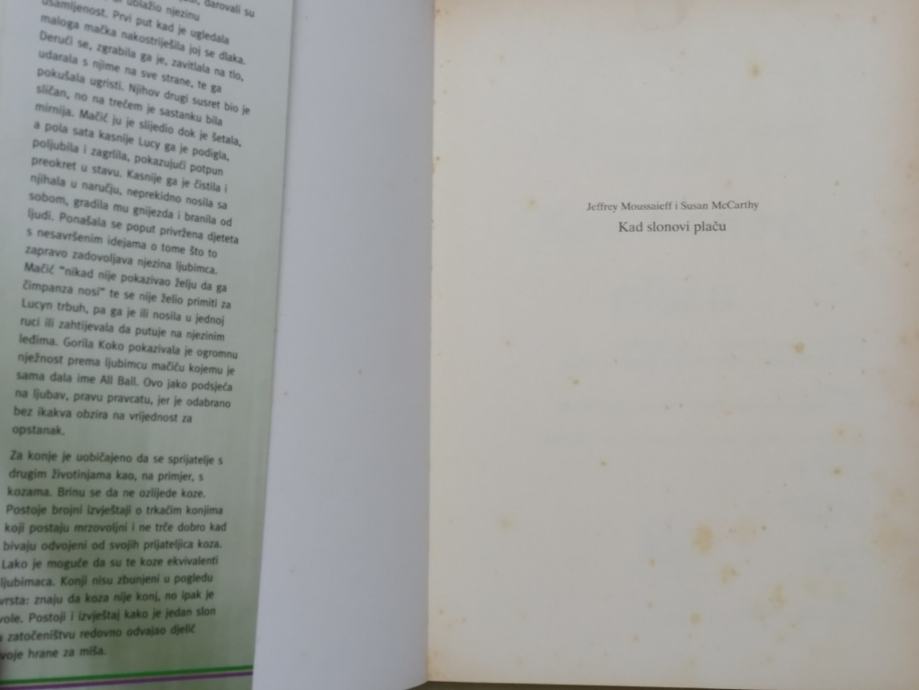 darovali su
ublažio njezinu
usamljenost. Prvi put kad je ugledala
maloga mačka nakostriješila joj se dlaka.
Deruči se, zgrabila ga je, zavitlala na tlo,
udarala s njime na sve strane, te ga
pokušala ugristi. Njihov drugi susret bio je
sličan, no na trečem je sastanku bila
mirnija. Mačić ju je slijedio dok je šetala,
a pola sata kasnije Lucy ga je podigla,
poljubila i zagrlila, pokazujući potpun
preokret u stavu. Kasnije ga je čistila i
njihala u naručju, neprekidno nosila sa
sobom, gradila mu gnijezda i branila od
ljudi. Ponašala se poput privržena djeteta
s nesavršenim idejama o tome što to
zapravo zadovoljava njezina ljubimca.
Mačić "nikad nije pokazivao želju da ga
čimpanza nosi" te se nije želio primiti za
Lucyn trbuh, pa ga je ili nosila u jednoj
ruci ili zahtijevala da putuje na njezinim
leđima. Gorila Koko pokazivala je ogromnu
nježnost prema ljubimcu mačiću kojemu je
sama dala ime All Ball. Ovo jako podsjeća
na ljubav, pravu pravcatu, jer je odabrano
bez ikakva obzira na vrijednost za
opstanak.
Za konje je uobičajeno da se sprijatelje s
drugim životinjama kao, na primjer, s
kozama. Brinu se da ne ozlijede koze.
Postoje brojni izvještaji o trkaćim konjima
koji postaju mrzovoljni i ne trče dobro kad
bivaju odvojeni od svojih prijateljica koza.
Lako je moguće da su te koze ekvivalenti
ljubimaca. Konji nisu zbunjeni u pogledu
vrsta: znaju da koza nije konj, no ipak je
vole. Postoji i izvještaj kako je jedan slon
zatočeništvu redovno odvajao djelić
voje hrane za miša.
Jeffrey Moussaieff i Susan McCarthy
Kad slonovi plaču